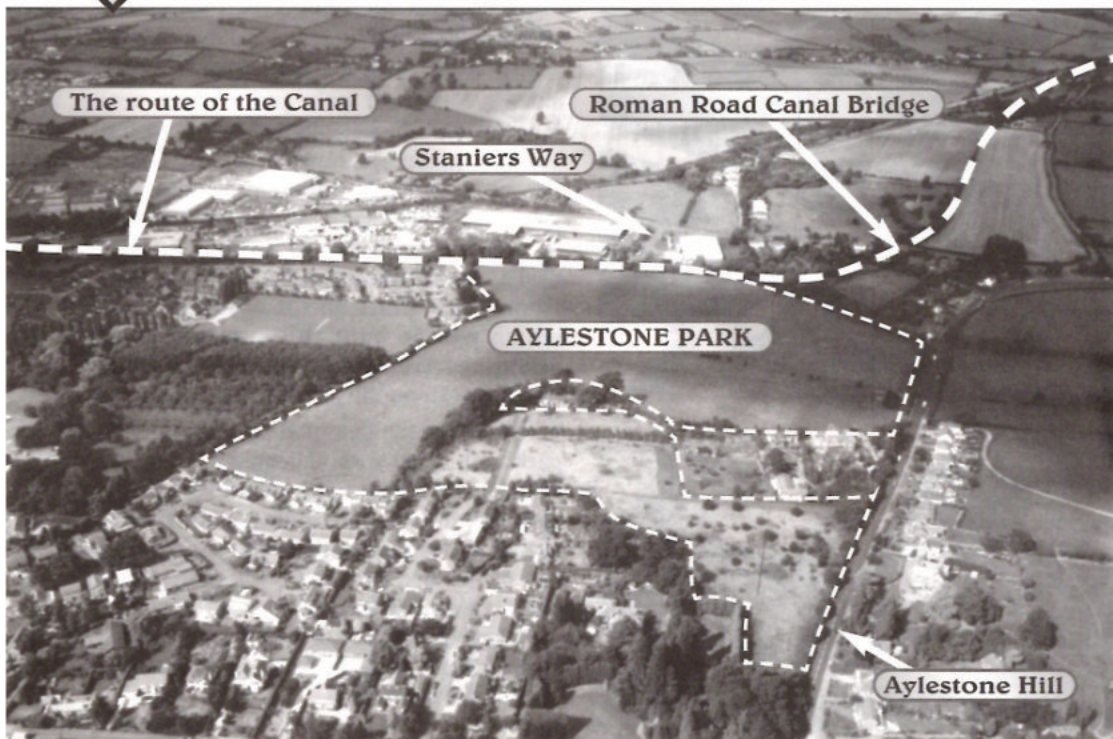 The route of the Canal
Roman Road Canal Bridge
Staniers Way
AYLESTONE PARK
Aylestone Hill